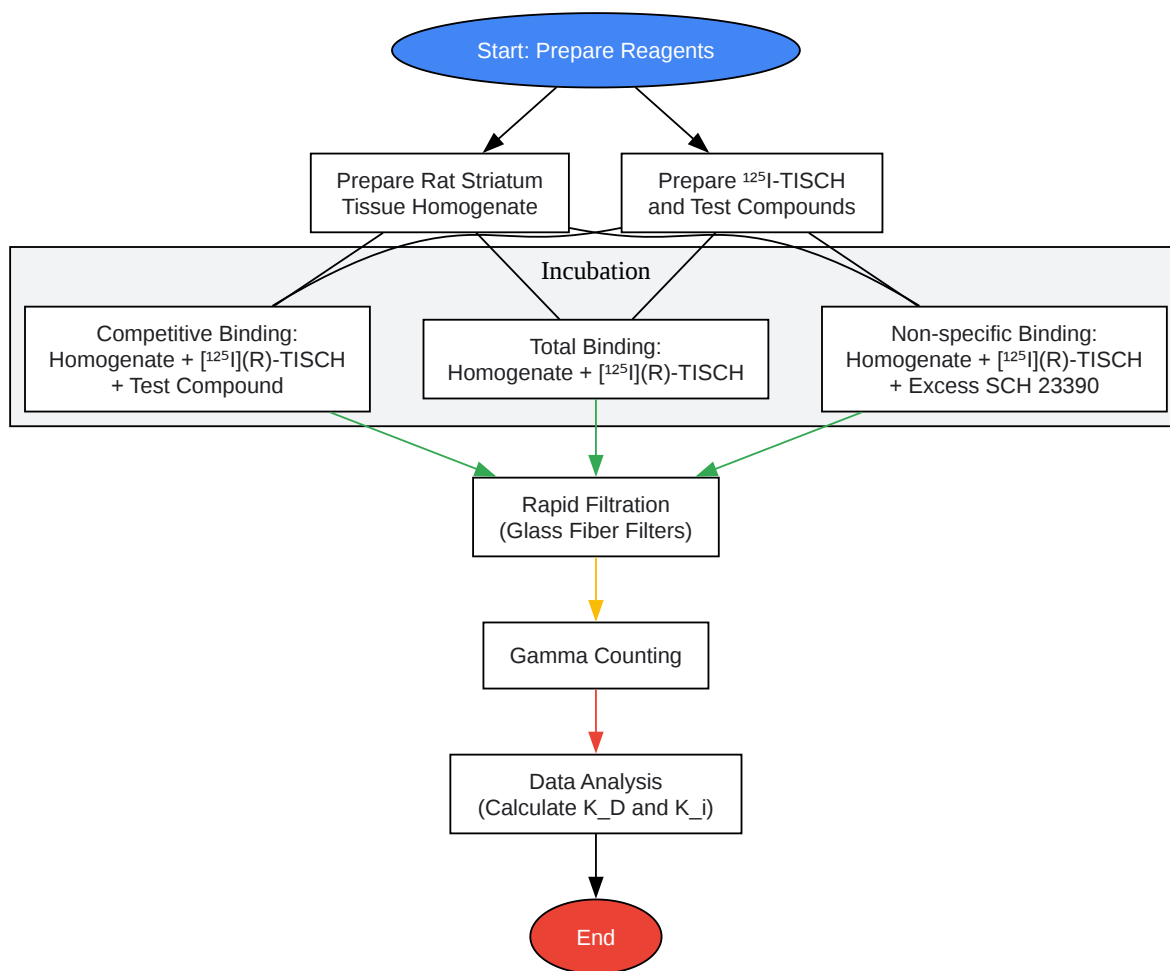 Start: Prepare Reagents
Prepare Rat Striatum
Tissue Homogenate
Prepare ¹²⁵I-TISCH
and Test Compounds
Incubation
Competitive Binding:
Homogenate + [¹²⁵I](R)-TISCH
+ Test Compound
Total Binding:
Homogenate + [¹²⁵I](R)-TISCH
Non-specific Binding:
Homogenate + [¹²⁵I](R)-TISCH
+ Excess SCH 23390
Rapid Filtration
(Glass Fiber Filters)
Gamma Counting
Data Analysis
(Calculate K_D and K_i)
End